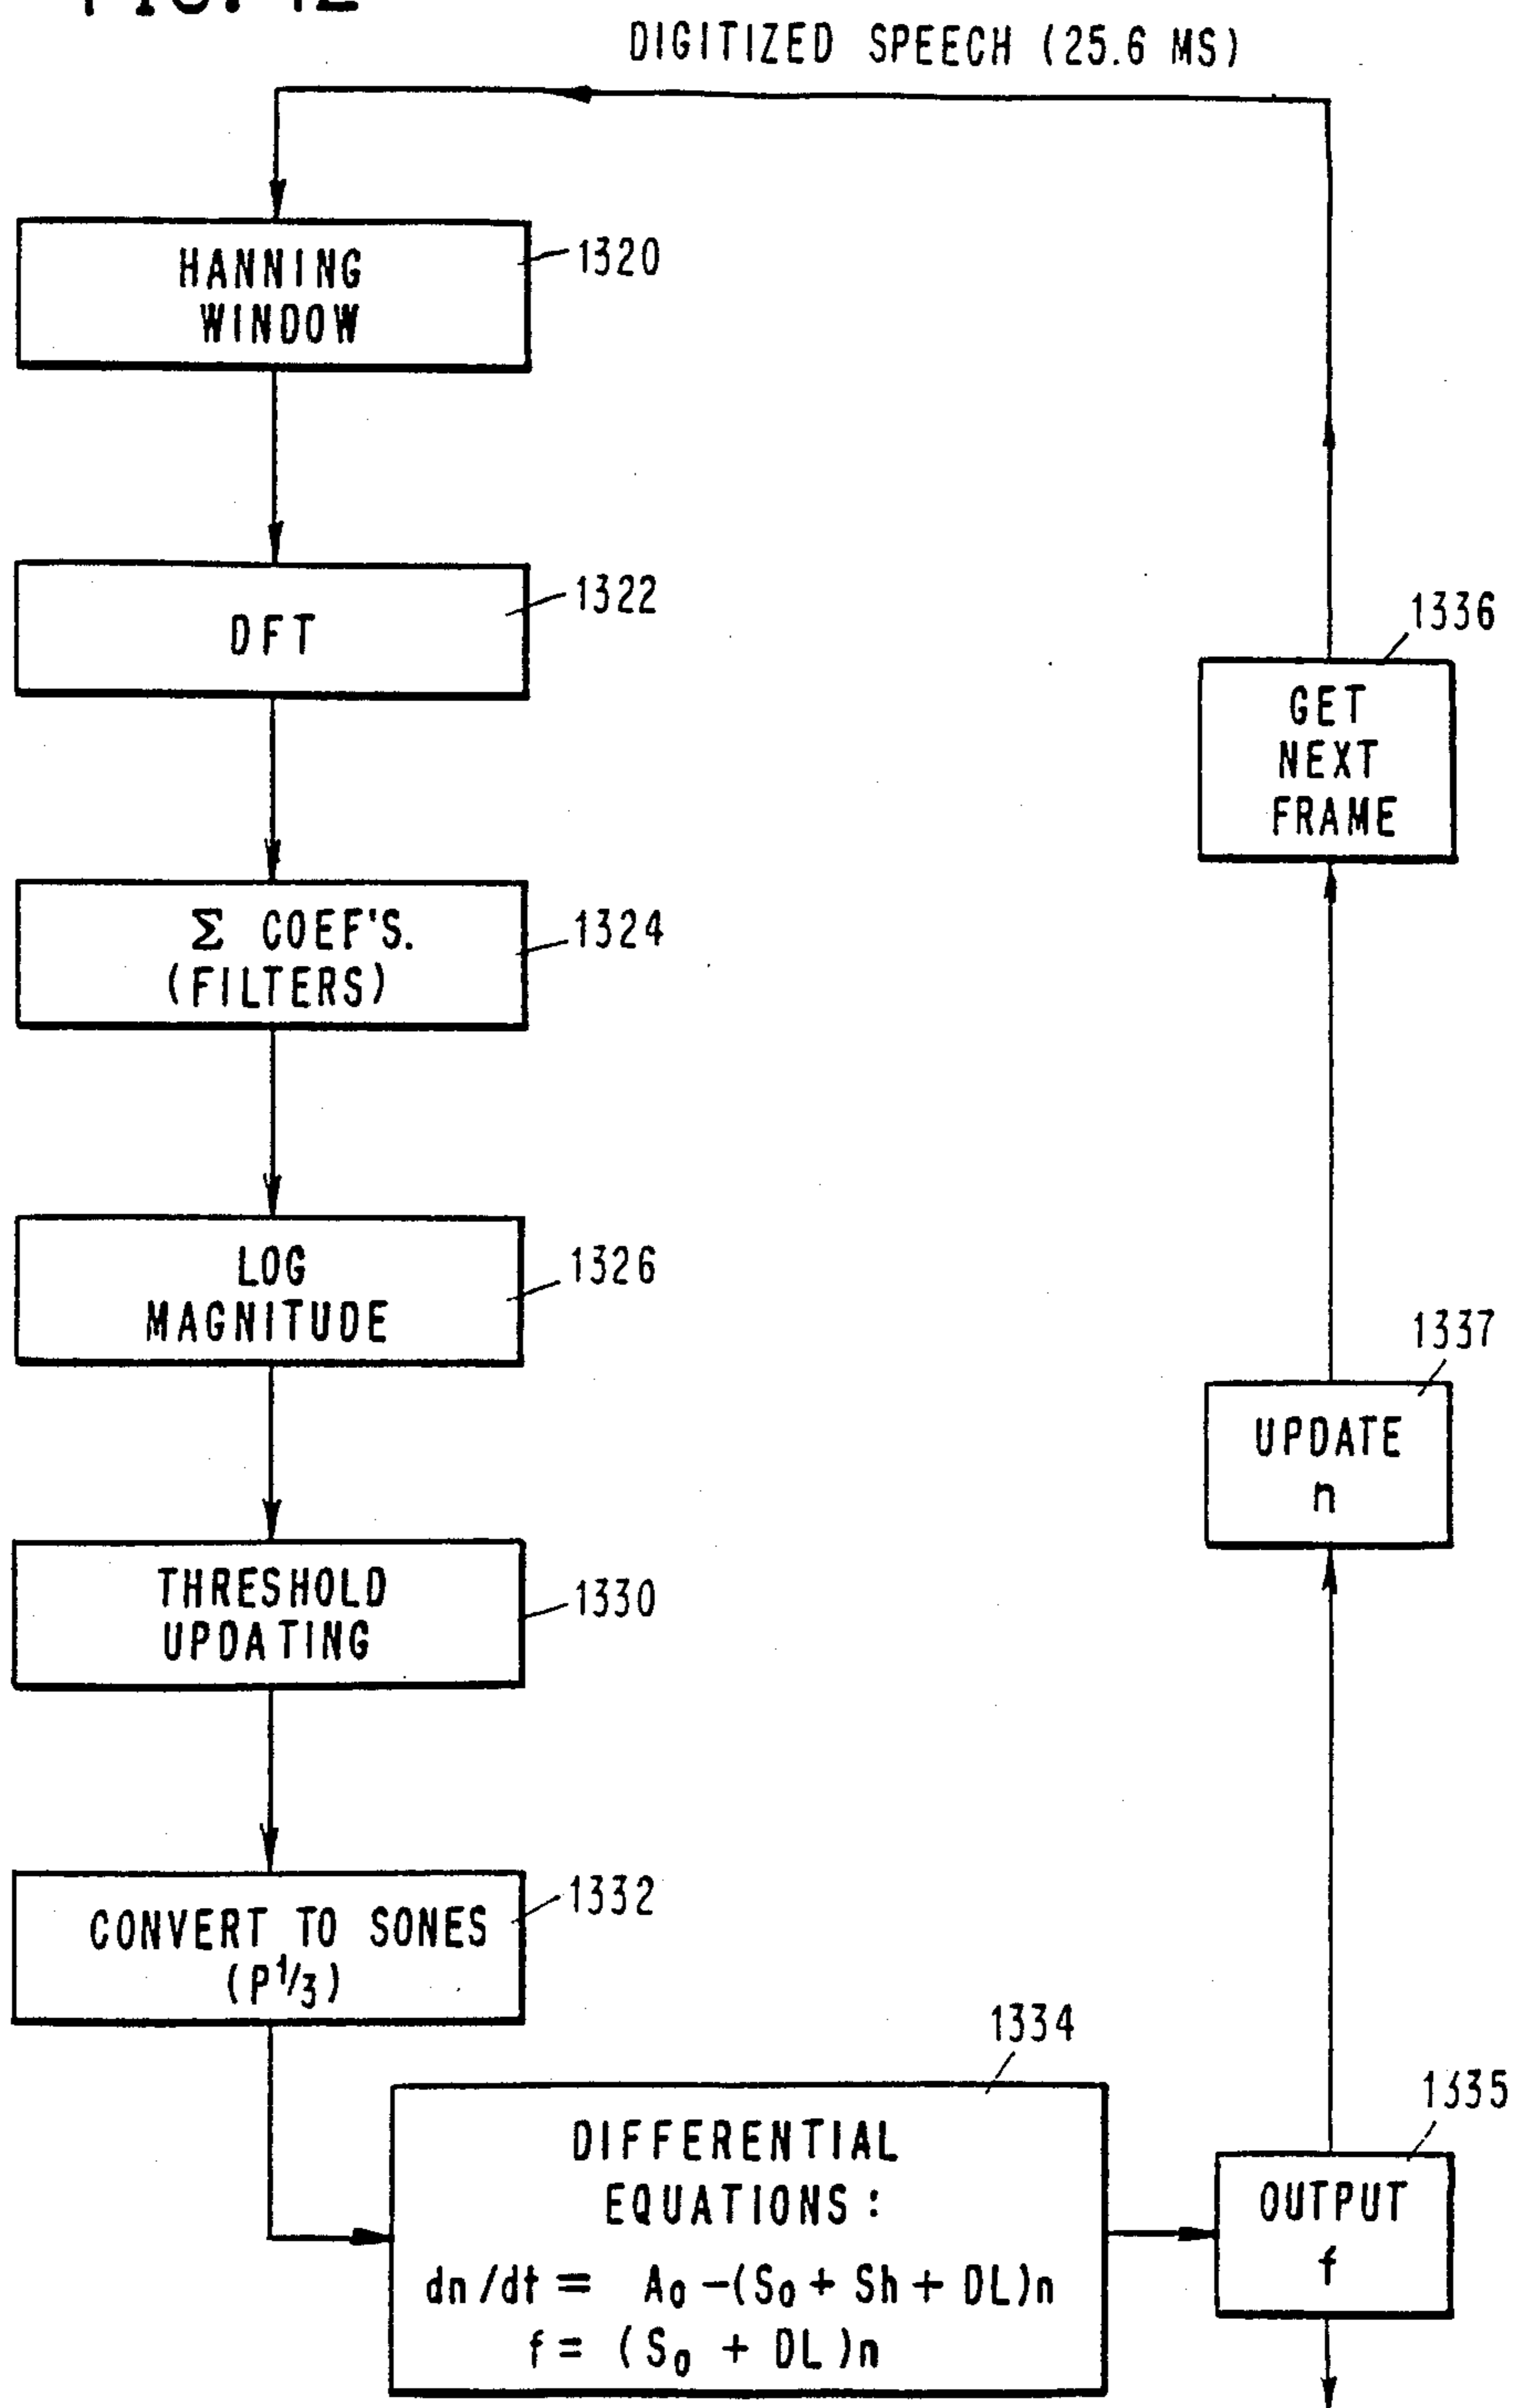 DIGITIZED SPEECH (25.6 MS)
HANNING
WINDOW
1320
DFT
1322
Σ COEF'S.
(FILTERS)
1324
LOG
MAGNITUDE
1326
THRESHOLD
UPDATING
1330
CONVERT TO SONES
(P1/3)
1332
DIFFERENTIAL
EQUATIONS:
dn/dt = A0 -(S0 + Sh + DL)n
f = (S0 + DL)n
1334
OUTPUT
f
1335
UPDATE
n
1337
GET
NEXT
FRAME
1336